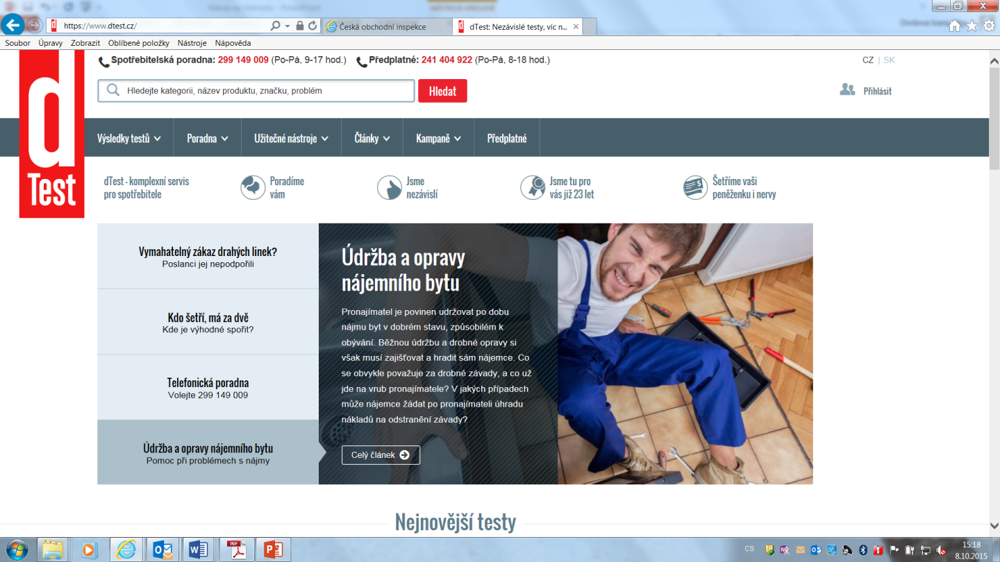 https://www.dtest.cz/
Česká obchodní inspekce
dTest: Nezávislé testy, víc n...
Soubor Úpravy Zobrazit Oblíbené položky Nástroje Nápověda
Spotřebitelská poradna: 299 149 009 (Po-Pá, 9-17 hod.) Předplatné: 241 404 922 (Po-Pá, 8-18 hod.)
CZ | SK
Hledejte kategorii, název produktu, značku, problém
Hledat
Přihlásit
d
Test
Výsledky testů Poradna Užitečné nástroje Články Kampaně Předplatné
dTest - komplexní servis
pro spotřebitele
Poradíme
vám
Jsme
nezávislí
Jsme tu pro
vás již 23 let
Šetříme vaši
peněženku i nervy
Vymahatelný zákaz drahých linek?
Poslanci jej nepodpořili
Kdo šetří, má za dvě
Kde je výhodné spořit?
Telefonická poradna
Volejte 299 149 009
Údržba a opravy nájemního bytu
Pomoc při problémech s nájmy
Údržba a opravy
nájemního bytu
Pronajímatel je povinen udržovat po dobu
nájmu byt v dobrém stavu, způsobilém k
obývání. Běžnou údržbu a drobné opravy si
však musí zajišťovat a hradit sám nájemce. Co
se obvykle považuje za drobné závady, a co už
jde na vrub pronajímatele? V jakých případech
může nájemce žádat po pronajímateli úhradu
nákladů na odstranění závady?
Celý článek
Nejnovější testy
CS
15:18
8.10.2015